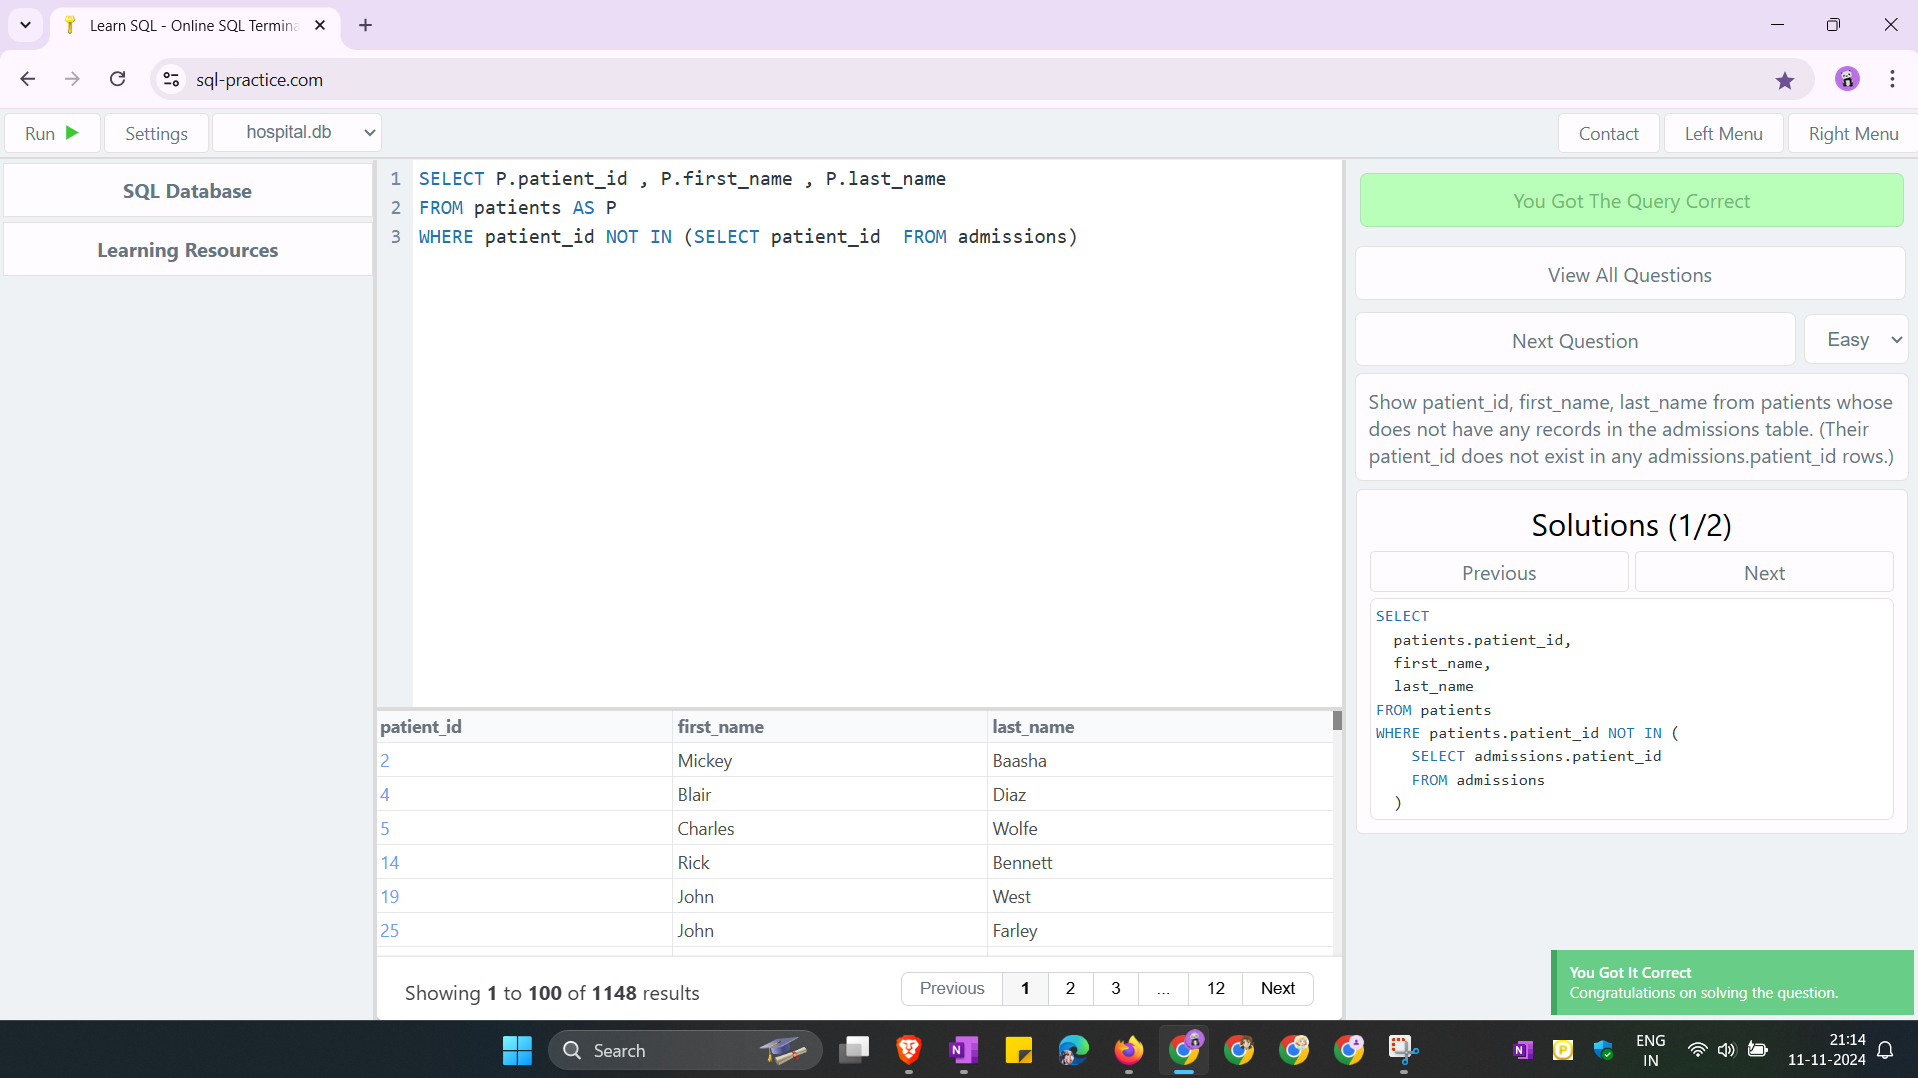 Learn SQL - Online SQL Termina
sql-practice.com
Run
Settings
hospital.db
Contact
Left Menu
Right Menu
SQL Database
Learning Resources
1 SELECT P.patient_id , P.first_name , P.last_name
2 FROM patients AS P
3 WHERE patient_id NOT IN (SELECT patient_id  FROM admissions)
patient_id first_name last_name
2 Mickey Baasha
4 Blair Diaz
5 Charles Wolfe
14 Rick Bennett
19 John West
25 John Farley
Showing 1 to 100 of 1148 results
Previous 1 2 3 ... 12 Next
You Got The Query Correct
View All Questions
Next Question
Easy
Show patient_id, first_name, last_name from patients whose
does not have any records in the admissions table. (Their
patient_id does not exist in any admissions.patient_id rows.)
Solutions (1/2)
Previous
Next
SELECT
patients.patient_id,
first_name,
last_name
FROM patients
WHERE patients.patient_id NOT IN (
SELECT admissions.patient_id
FROM admissions
)
You Got It Correct
Congratulations on solving the question.
Search
ENG
IN
21:14
11-11-2024